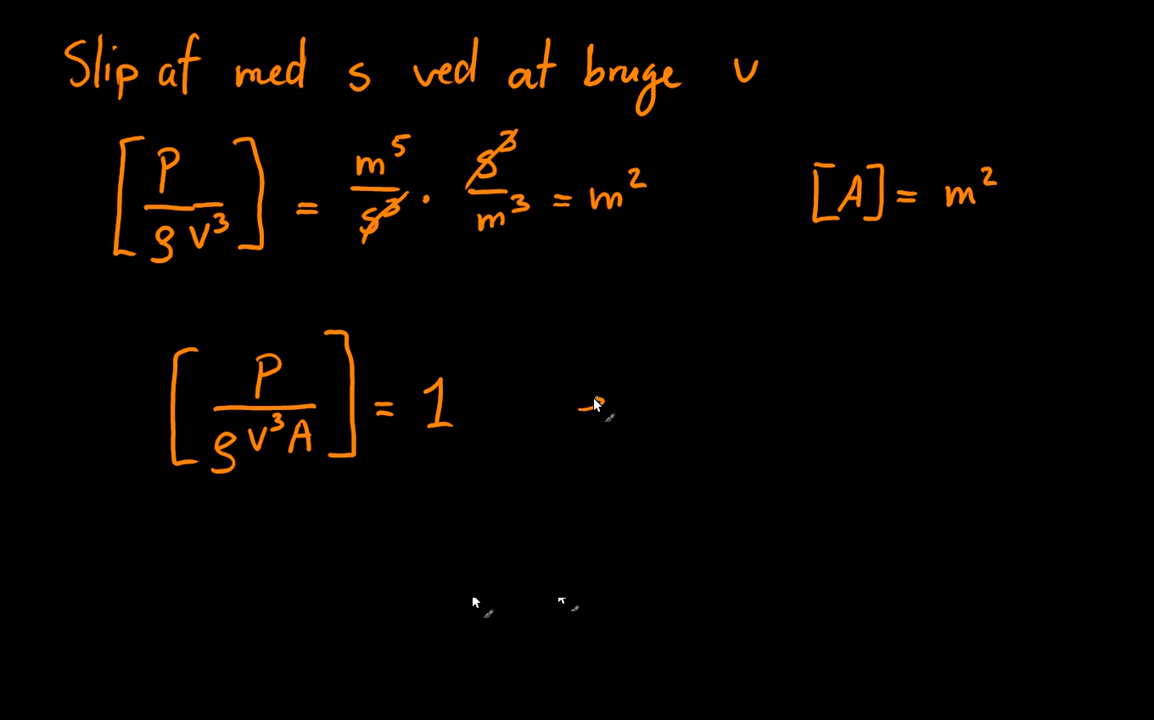 Slip af med s ved at bruge v
[P / ρv³] = m⁵/s³ · s³/m³ = m² [A] = m²
[P / ρv³A] = 1 →